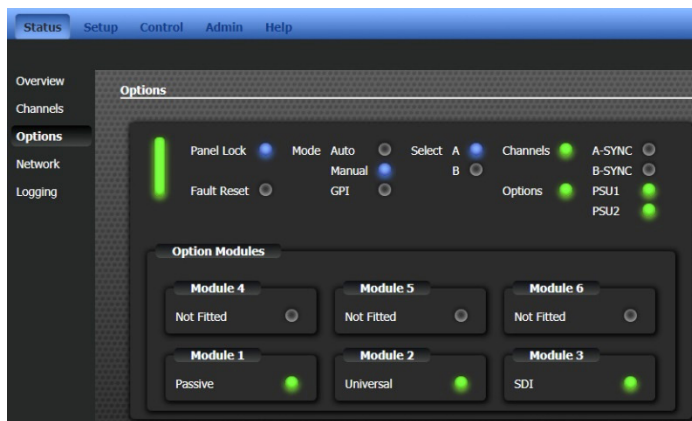 Status Setup Control Admin Help
Overview
Channels
Options
Network
Logging
Options
Panel Lock Mode Auto Select A Channels A-SYNC
Manual B B-SYNC
Fault Reset GPI Options PSU1
PSU2
Option Modules
Module 4 Module 5 Module 6
Not Fitted Not Fitted Not Fitted
Module 1 Module 2 Module 3
Passive Universal SDI